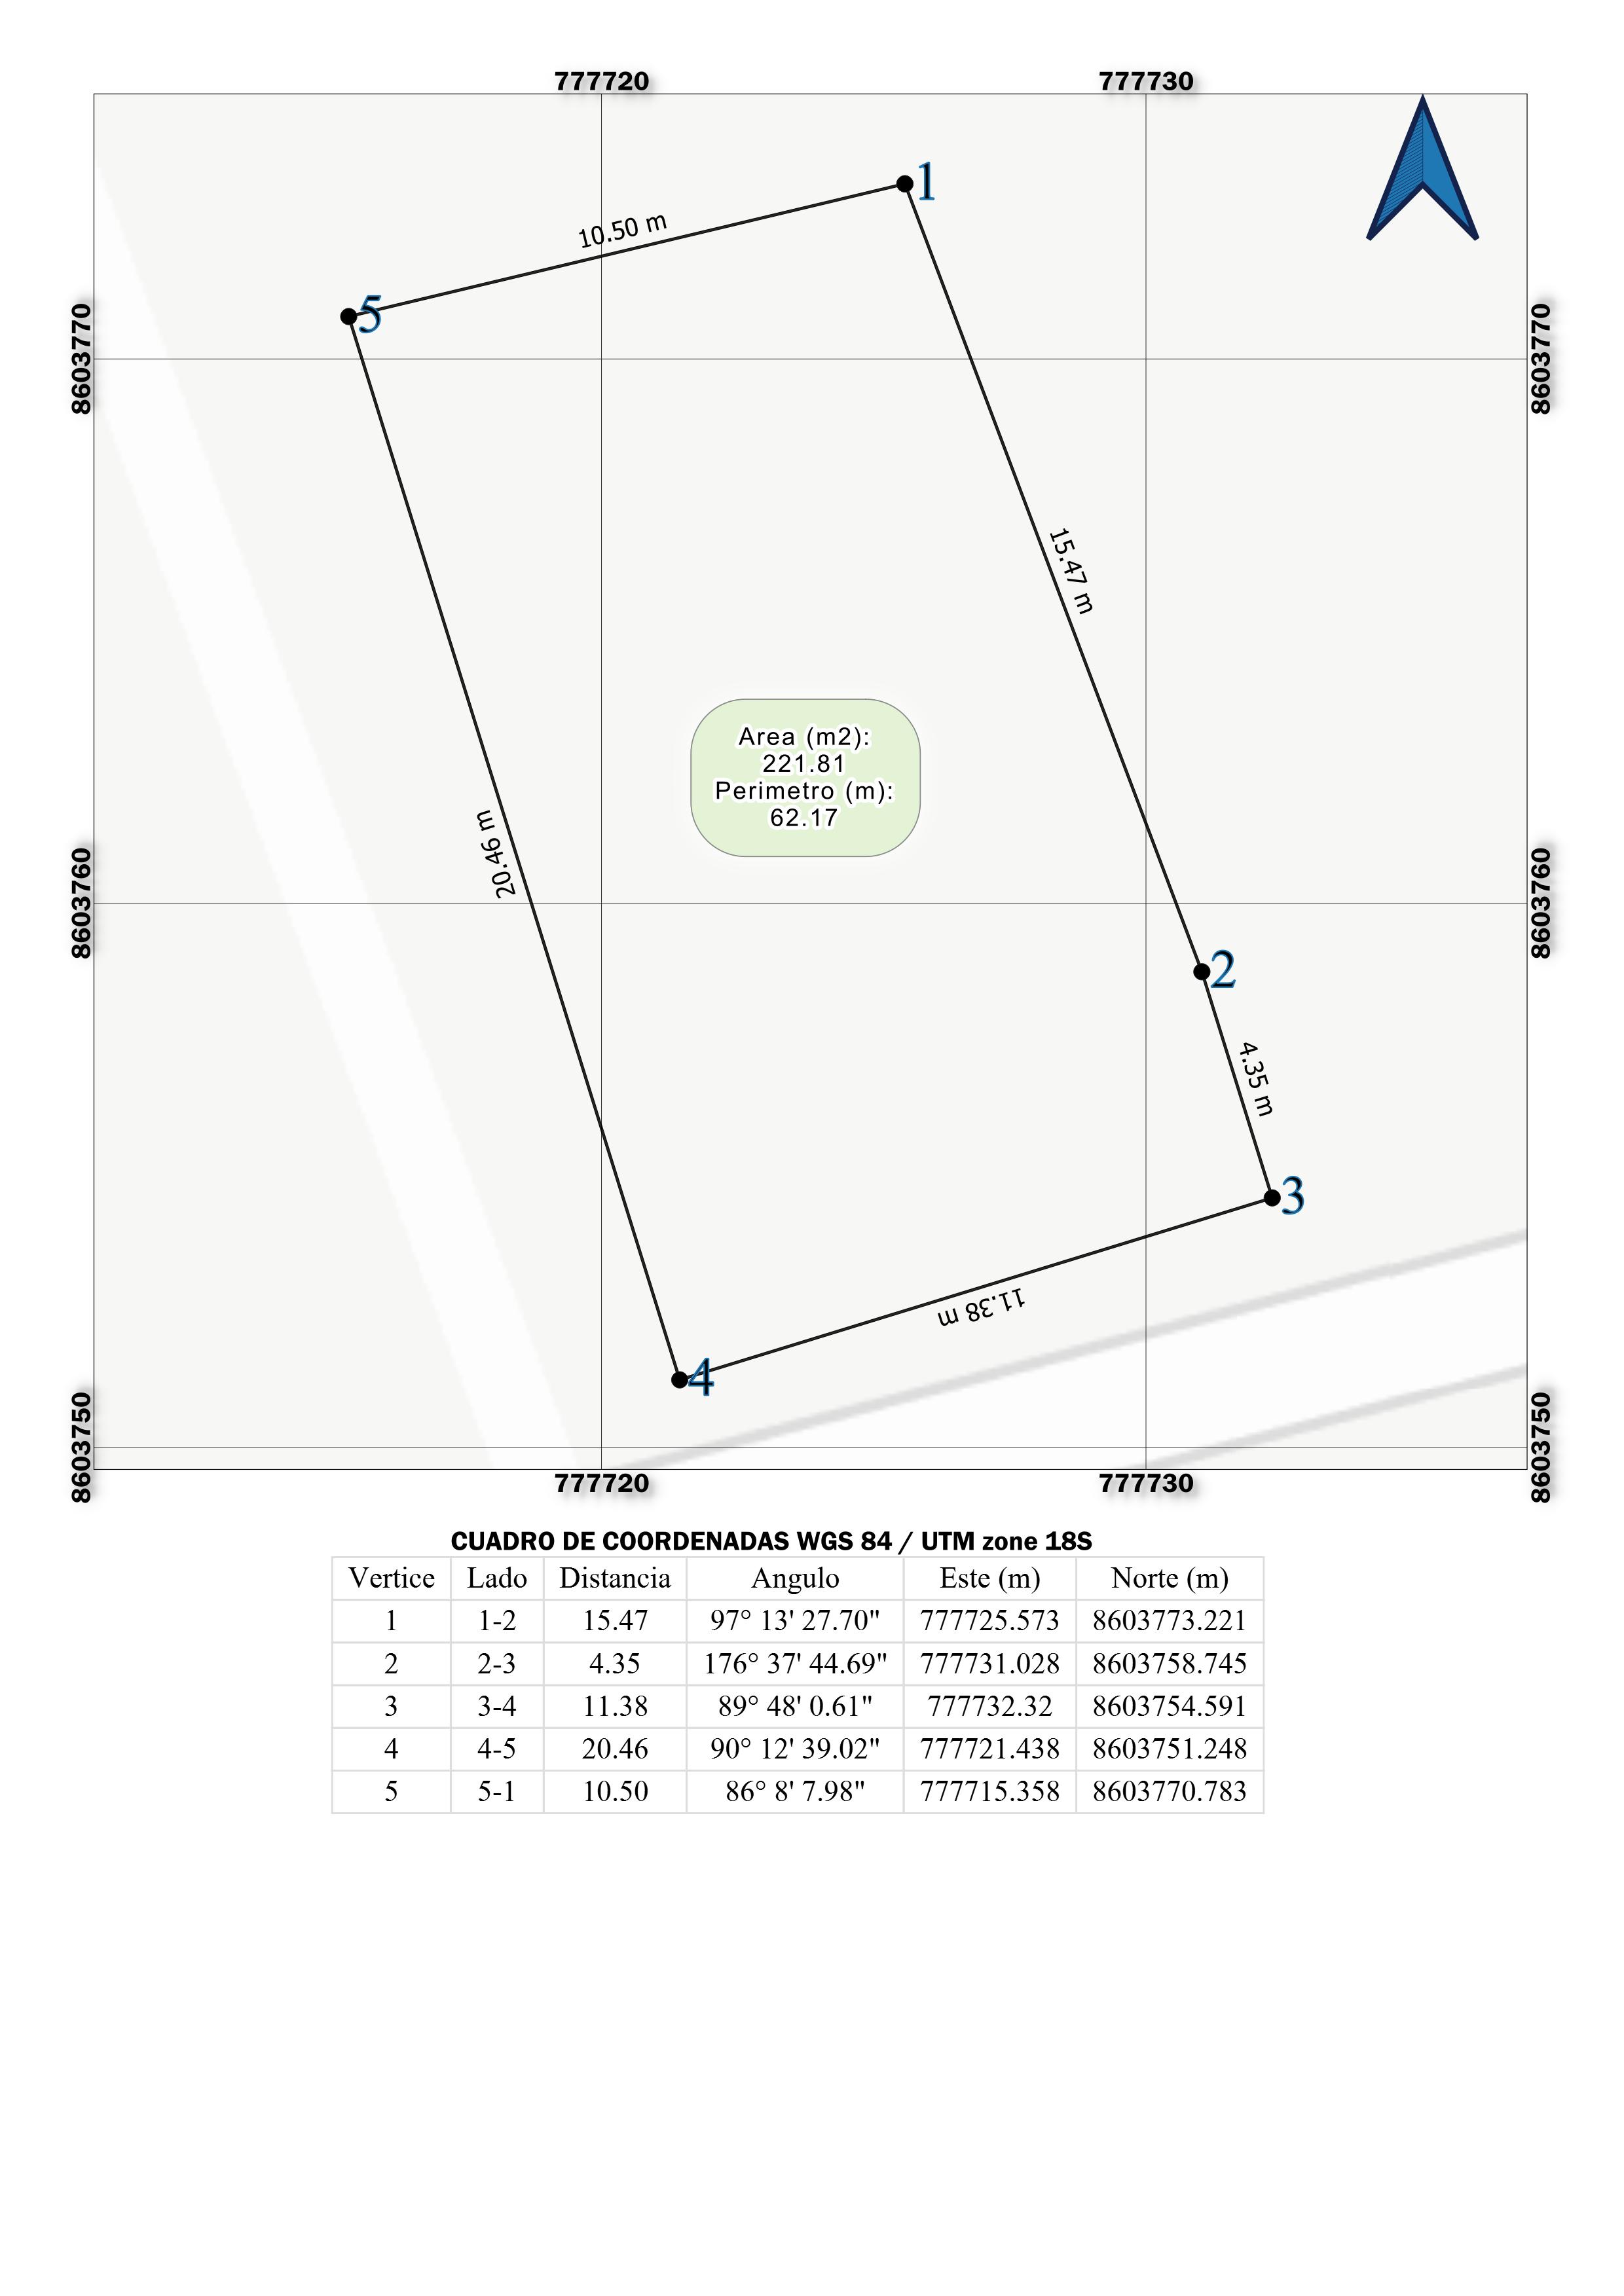 777720 777730
1
10.50 m
5
8603770 8603770
15.47 m
Area (m2):
221.81
Perimetro (m):
62.17
20.46 m
8603760 8603760
2
4.35 m
3
11.38 m
4
8603750 8603750
777720 777730
CUADRO DE COORDENADAS WGS 84 / UTM zone 18S
Vertice Lado Distancia Angulo Este (m) Norte (m)
1 1-2 15.47 97° 13' 27.70" 777725.573 8603773.221
2 2-3 4.35 176° 37' 44.69" 777731.028 8603758.745
3 3-4 11.38 89° 48' 0.61" 777732.32 8603754.591
4 4-5 20.46 90° 12' 39.02" 777721.438 8603751.248
5 5-1 10.50 86° 8' 7.98" 777715.358 8603770.783